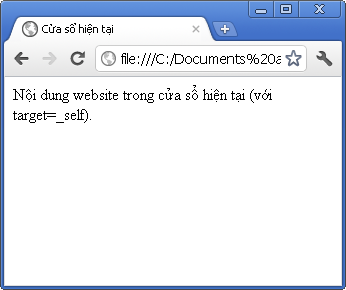 Cửa sổ hiện tại
file:///C:/Documents%20a
Nội dung website trong cửa sổ hiện tại (với
target=_self).